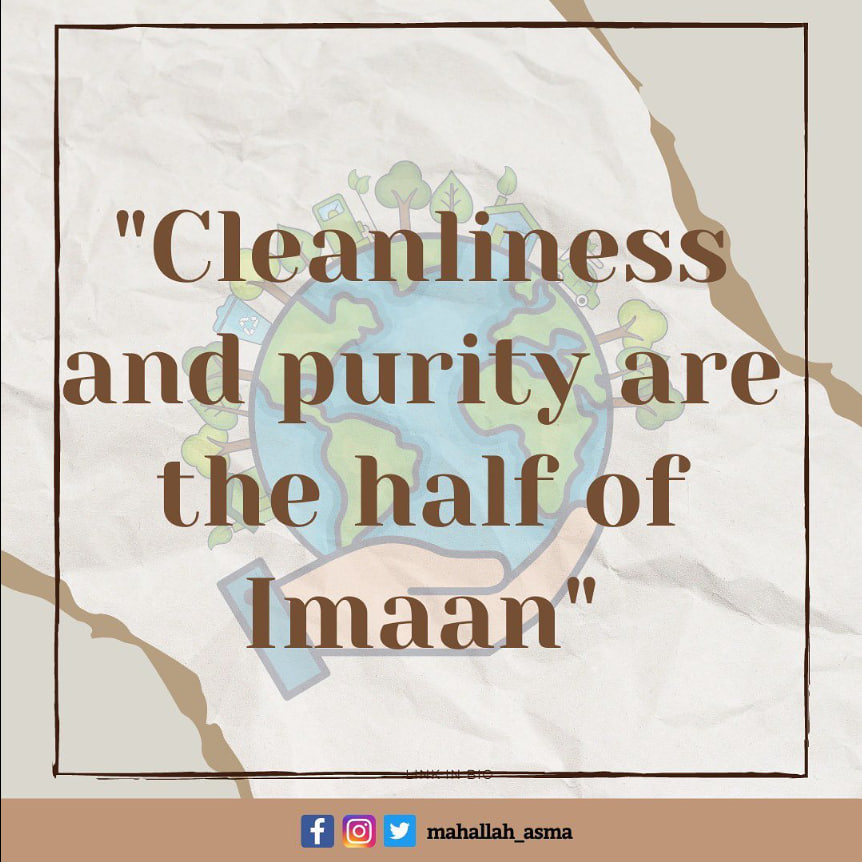 "Cleanliness
and purity are
the half of
Imaan"
LINK IN BIO
mahallah_asma